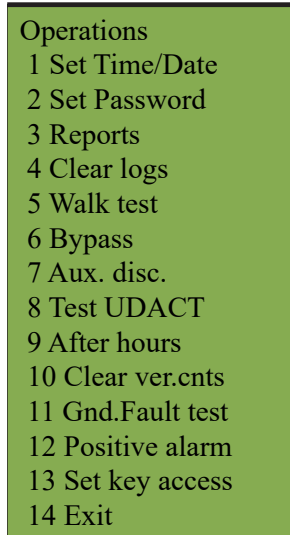 Operations
1 Set Time/Date
2 Set Password
3 Reports
4 Clear logs
5 Walk test
6 Bypass
7 Aux. disc.
8 Test UDACT
9 After hours
10 Clear ver.cnts
11 Gnd.Fault test
12 Positive alarm
13 Set key access
14 Exit